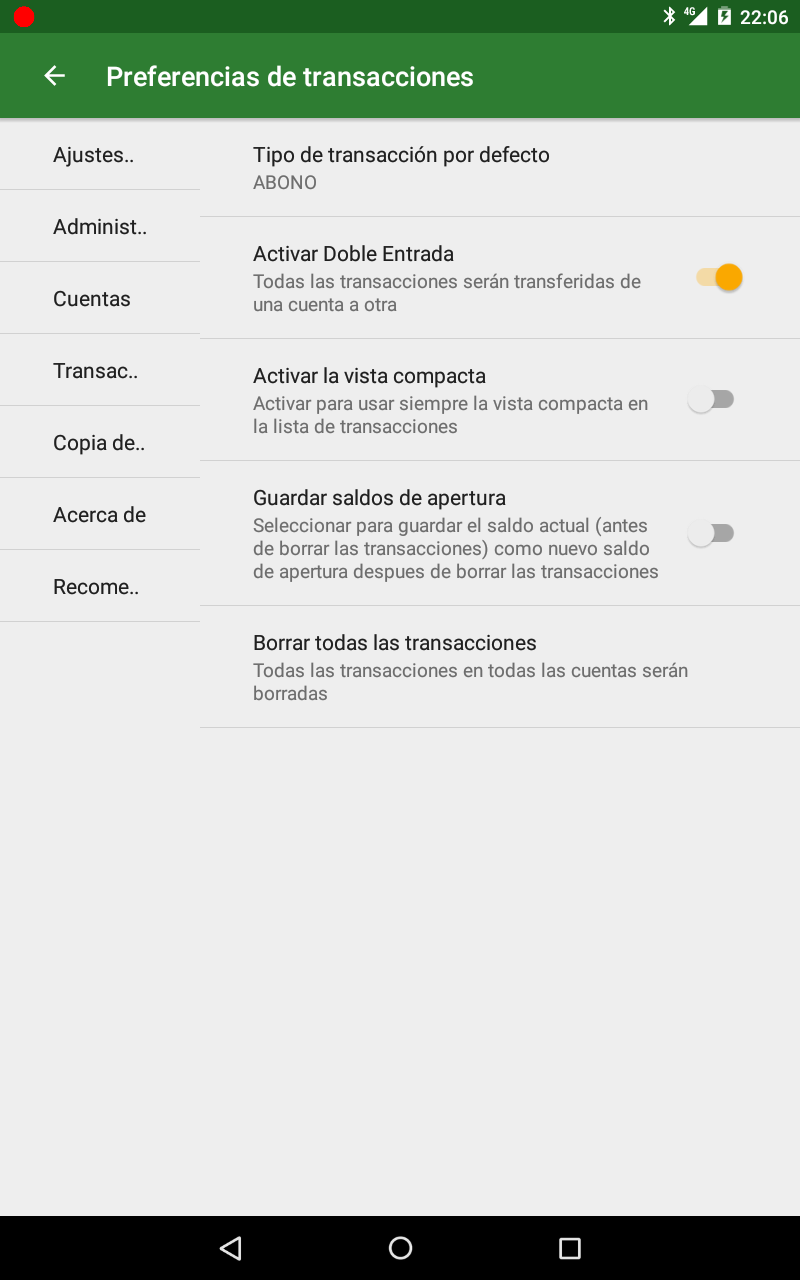 4G 22:06
Preferencias de transacciones
Ajustes..
Administ..
Cuentas
Transac..
Copia de..
Acerca de
Recome..
Tipo de transacción por defecto
ABONO
Activar Doble Entrada
Todas las transacciones serán transferidas de
una cuenta a otra
Activar la vista compacta
Activar para usar siempre la vista compacta en
la lista de transacciones
Guardar saldos de apertura
Seleccionar para guardar el saldo actual (antes
de borrar las transacciones) como nuevo saldo
de apertura despues de borrar las transacciones
Borrar todas las transacciones
Todas las transacciones en todas las cuentas serán
borradas